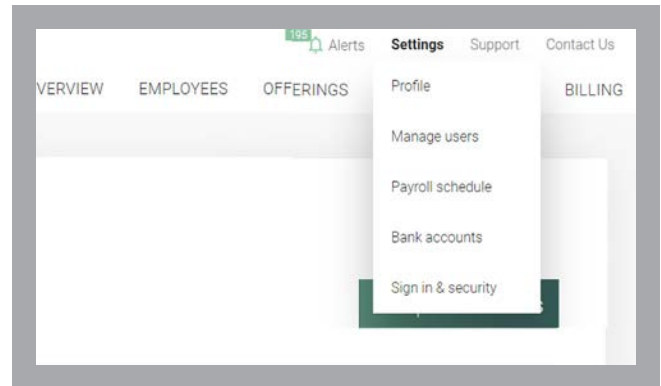 195 Alerts Settings Support Contact Us
VERVIEW EMPLOYEES OFFERINGS BILLING
Profile
Manage users
Payroll schedule
Bank accounts
Sign in & security